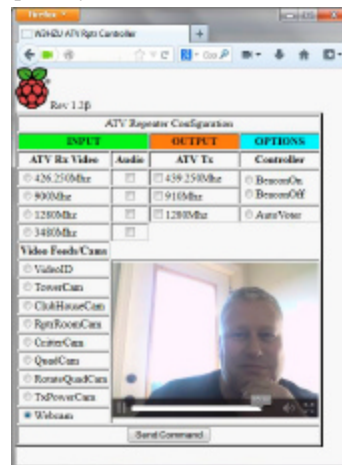 Firefox
ATV Rptr Controller
Rev 1.2β
ATV Repeater Configuration
INPUT OUTPUT OPTIONS
ATV Rx Video Audio ATV Tx Controller
426.250Mhz 439.250Mhz BeaconOn
BeaconOff
900Mhz 910Mhz
1280Mhz 1280Mhz AutoVoter
3480Mhz
Video Feeds/Cams
VideoID
TowerCam
ClubHouseCam
RptrRoomCam
CritterCam
QuadCam
RotateQuadCam
TxPowerCam
Webcam
Send Command